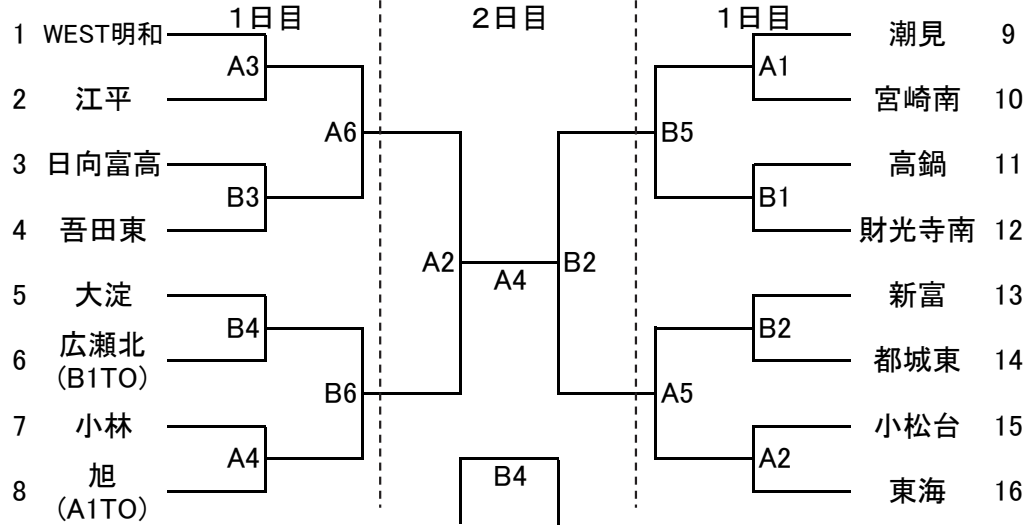 1日目 2日目 1日目
1 WEST明和 潮見 9
A3 A1
2 江平 宮崎南 10
A6 B5
3 日向富高 高鍋 11
B3 B1
4 吾田東 財光寺南 12
A2 A4 B2
5 大淀 新富 13
B4 B2
6 広瀬北 都城東 14
(B1TO)
B6 A5
7 小林 小松台 15
A4 B4 A2
8 旭 東海 16
(A1TO)